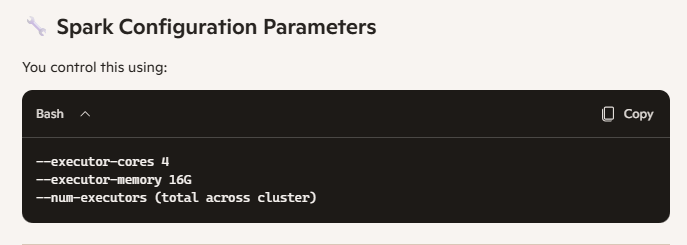 🔧 Spark Configuration Parameters
You control this using:
Bash Copy
--executor-cores 4
--executor-memory 16G
--num-executors (total across cluster)